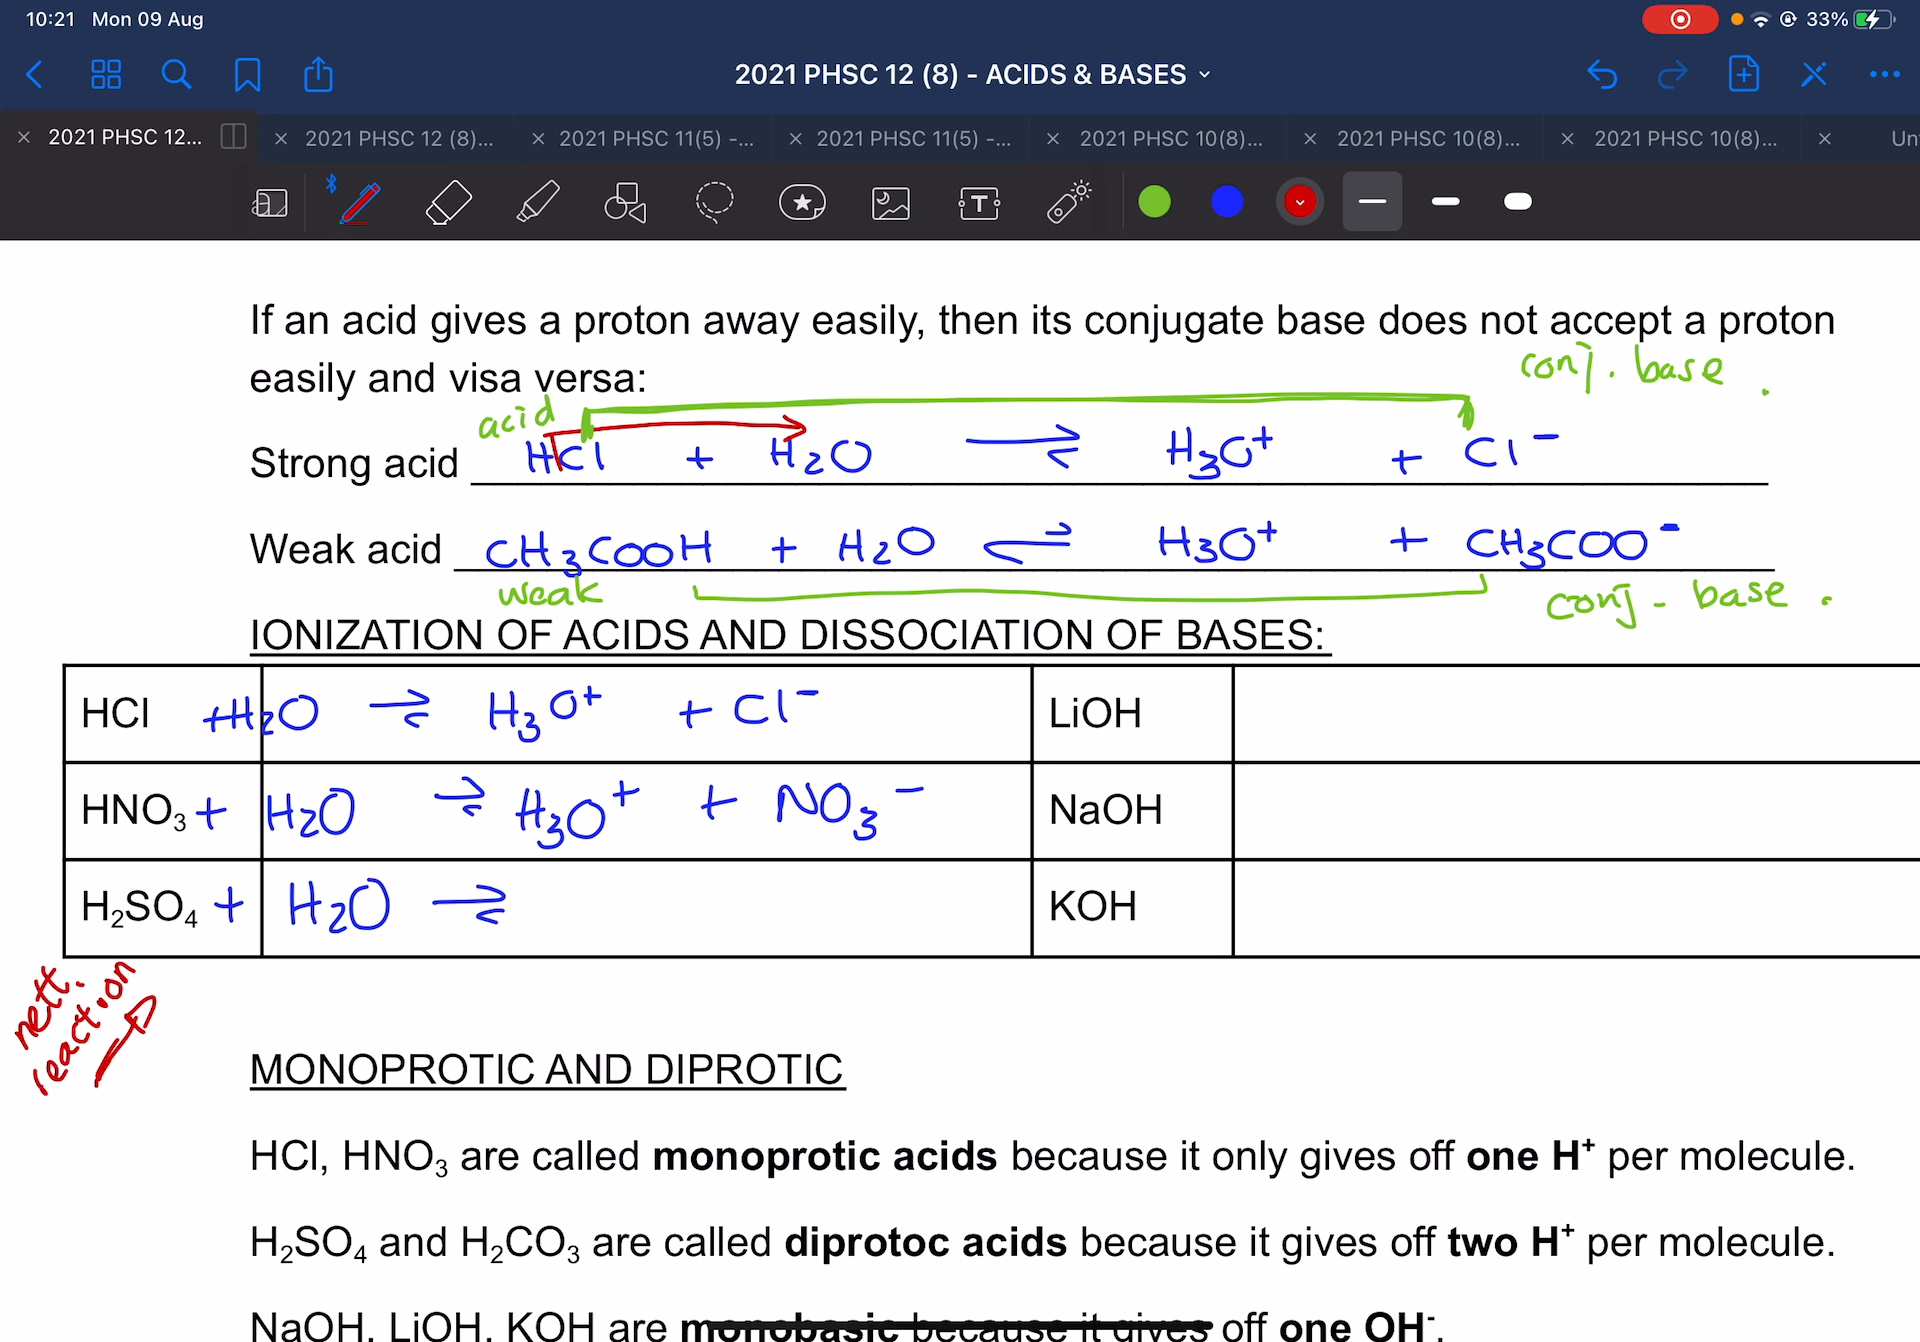 10:21 Mon 09 Aug 33%
2021 PHSC 12 (8) - ACIDS & BASES
2021 PHSC 12... 2021 PHSC 12 (8)... 2021 PHSC 11(5) -... 2021 PHSC 11(5) -... 2021 PHSC 10(8)... 2021 PHSC 10(8)... 2021 PHSC 10(8)... Un
If an acid gives a proton away easily, then its conjugate base does not accept a proton
easily and visa versa:
conj. base.
acid
Strong acid HCl + H₂O ⇌ H₃O⁺ + Cl⁻
Weak acid CH₃COOH + H₂O ⇌ H₃O⁺ + CH₃COO⁻
weak conj - base.
IONIZATION OF ACIDS AND DISSOCIATION OF BASES:
HCl + H₂O ⇌ H₃O⁺ + Cl⁻ LiOH
HNO₃ + H₂O ⇌ H₃O⁺ + NO₃⁻ NaOH
H₂SO₄ + H₂O ⇌ KOH
nett.
reaction
MONOPROTIC AND DIPROTIC
HCl, HNO₃ are called monoprotic acids because it only gives off one H⁺ per molecule.
H₂SO₄ and H₂CO₃ are called diprotoc acids because it gives off two H⁺ per molecule.
NaOH, LiOH, KOH are monobasic because it gives off one OH⁻.